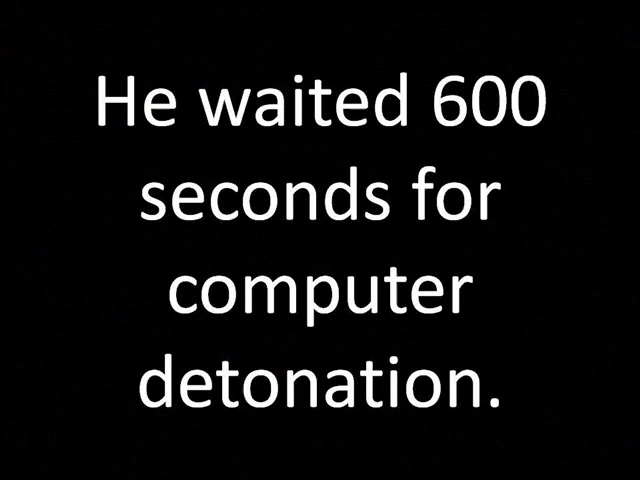 He waited 600
seconds for
computer
detonation.